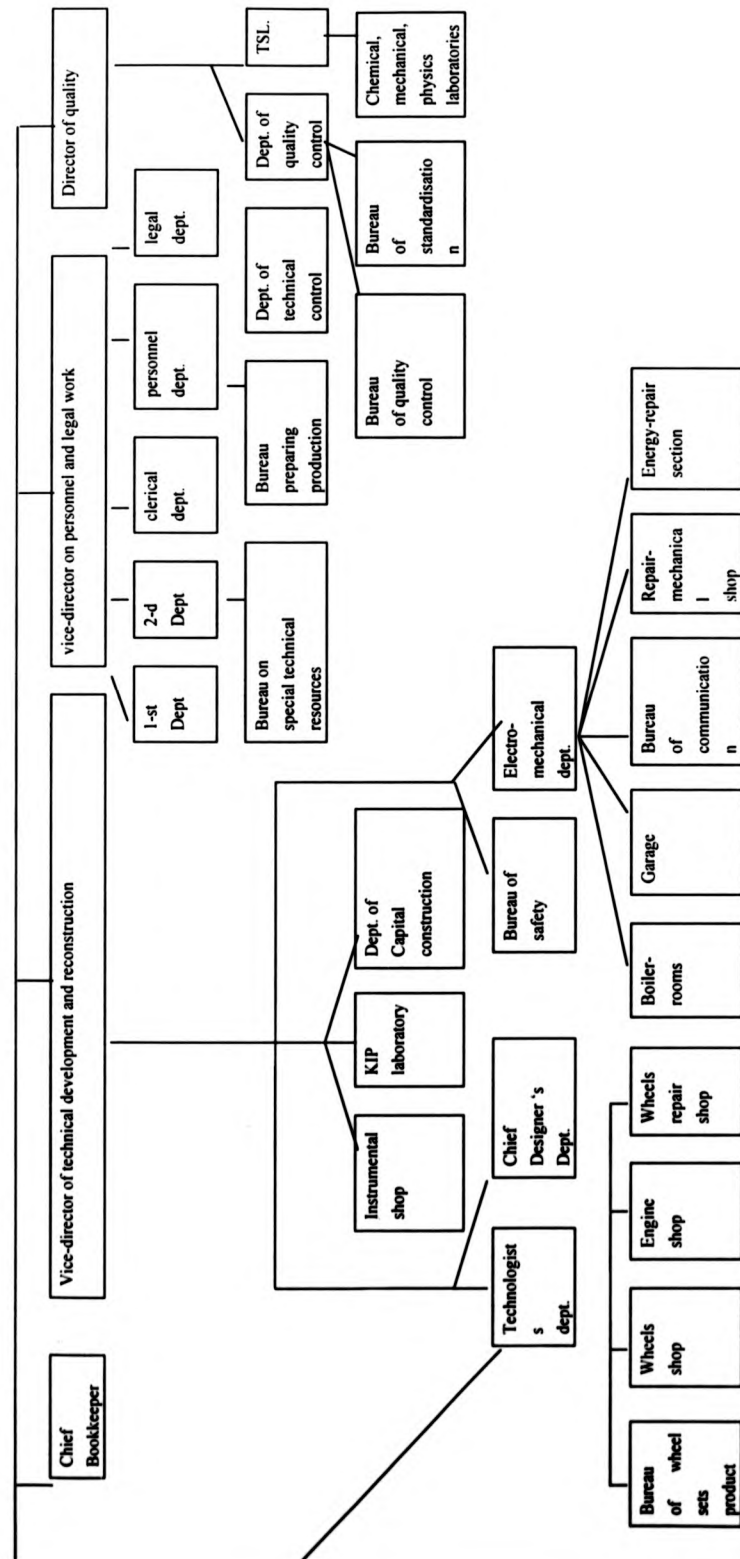 Chief
Bookkeeper
Vice-director of technical development and reconstruction
vice-director on personnel and legal work
Director of quality
1-st
Dept
2-d
Dept
clerical
dept.
personnel
dept.
legal
dept.
Bureau on
special technical
resources
Bureau
preparing
production
Dept. of
technical
control
Dept. of
quality
control
TSL.
Instrumental
shop
KIP
laboratory
Dept. of
Capital
construction
Bureau
of quality
control
Bureau
of
standardisatio
n
Chemical,
mechanical,
physics
laboratories
Technologist
s
dept.
Chief
Designer 's
Dept.
Bureau of
safety
Electro-
mechanical
dept.
Bureau
of wheel
sets
product
Wheels
shop
Engine
shop
Wheels
repair
shop
Boiler-
rooms
Garage
Bureau
of
communicatio
n
Repair-
mechanica
l
shop
Energy-repair
section